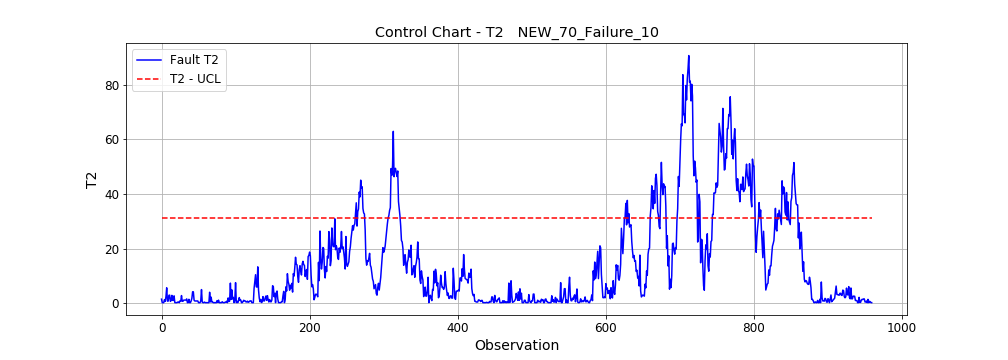 Control Chart - T2   NEW_70_Failure_10
Fault T2
T2 - UCL
T2
80
60
40
20
0
0 200 400 600 800 1000
Observation